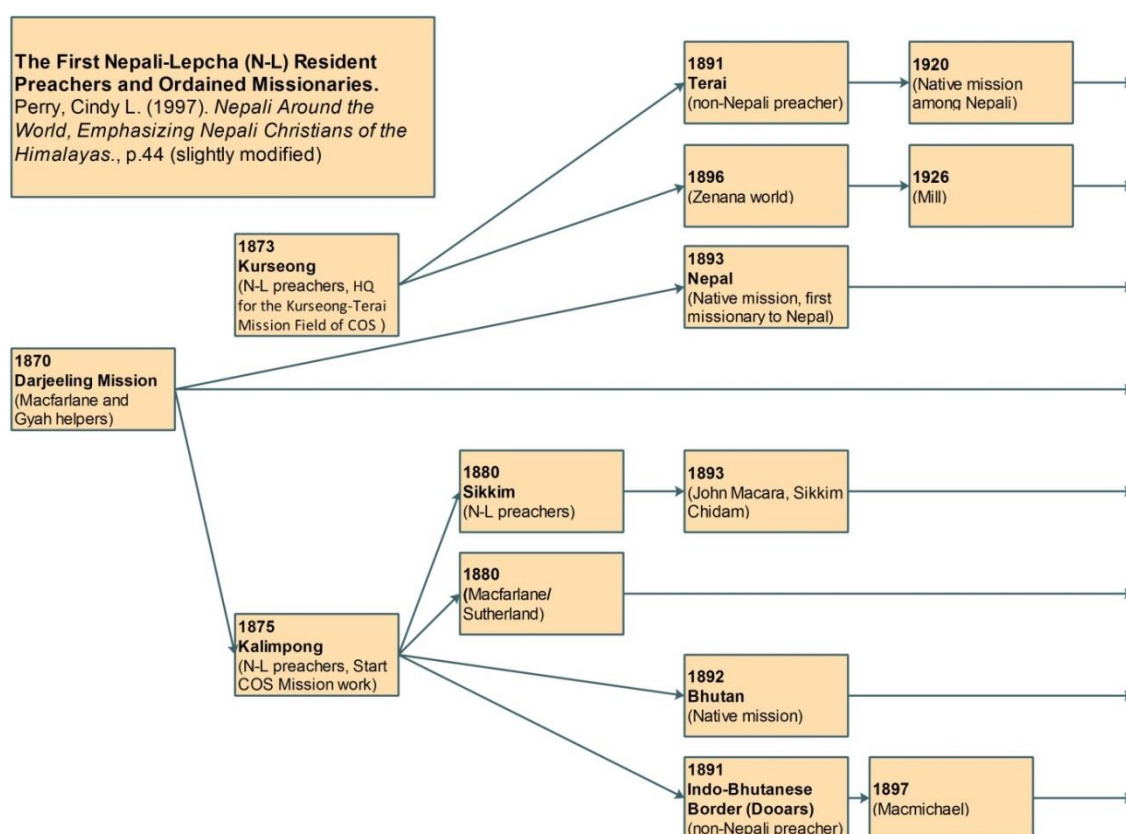 The First Nepali-Lepcha (N-L) Resident
Preachers and Ordained Missionaries.
Perry, Cindy L. (1997). Nepali Around the
World, Emphasizing Nepali Christians of the
Himalayas., p.44 (slightly modified)
1891
Terai
(non-Nepali preacher)
1920
(Native mission
among Nepali)
1896
(Zenana world)
1926
(Mill)
1873
Kurseong
(N-L preachers, HQ
for the Kurseong-Terai
Mission Field of COS )
1893
Nepal
(Native mission, first
missionary to Nepal)
1870
Darjeeling Mission
(Macfarlane and
Gyah helpers)
1880
Sikkim
(N-L preachers)
1893
(John Macara, Sikkim
Chidam)
1880
(Macfarlane/
Sutherland)
1875
Kalimpong
(N-L preachers, Start
COS Mission work)
1892
Bhutan
(Native mission)
1891
Indo-Bhutanese
Border (Dooars)
(non-Nepali preacher)
1897
(Macmichael)